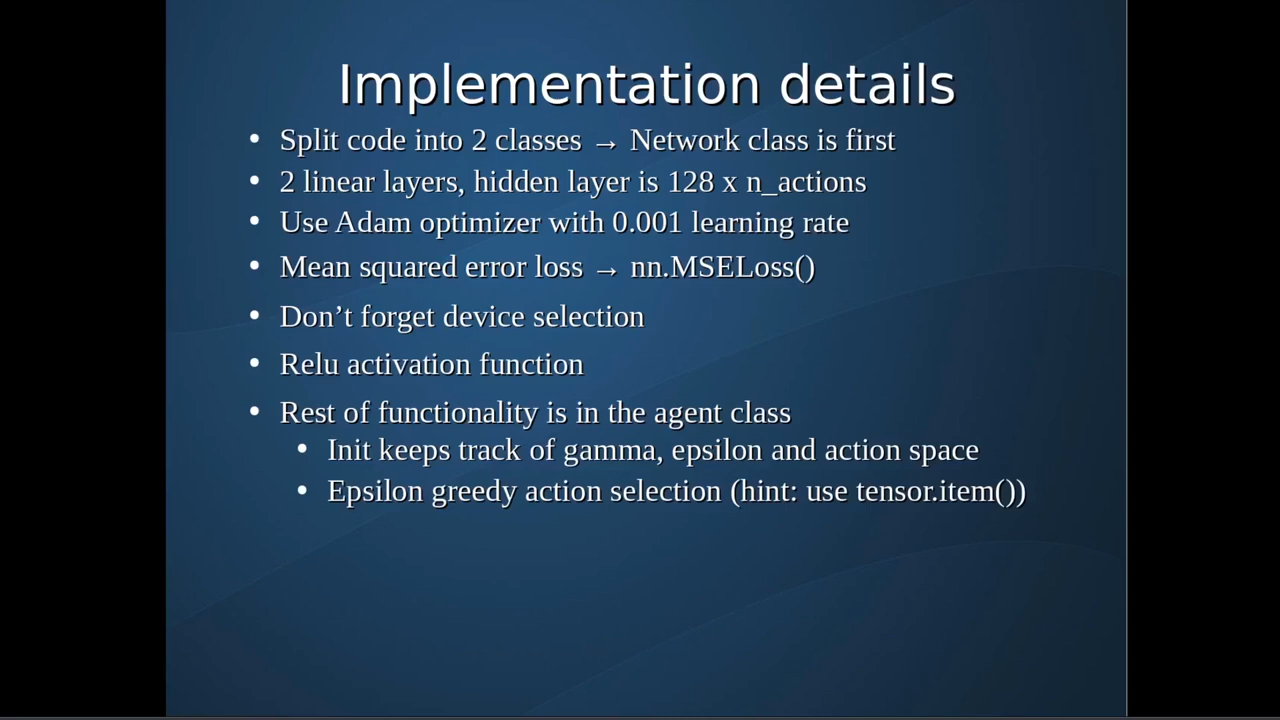 Implementation details
• Split code into 2 classes → Network class is first
• 2 linear layers, hidden layer is 128 x n_actions
• Use Adam optimizer with 0.001 learning rate
• Mean squared error loss → nn.MSELoss()
• Don’t forget device selection
• Relu activation function
• Rest of functionality is in the agent class
• Init keeps track of gamma, epsilon and action space
• Epsilon greedy action selection (hint: use tensor.item())